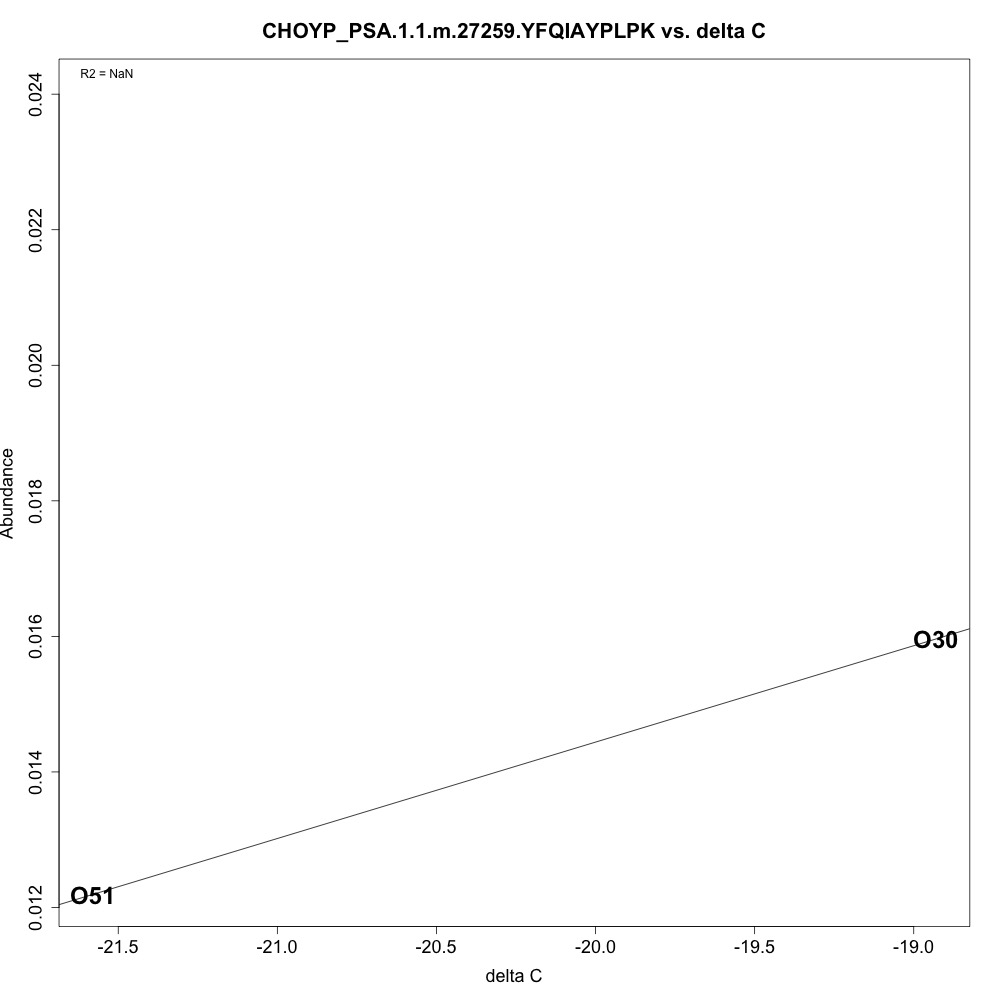 CHOYP_PSA.1.1.m.27259.YFQIAYPLPK vs. delta C
R2 = NaN
0.024
0.022
0.020
0.018
0.016
0.014
0.012
Abundance
O30
O51
-21.5
-21.0
-20.5
-20.0
-19.5
-19.0
delta C